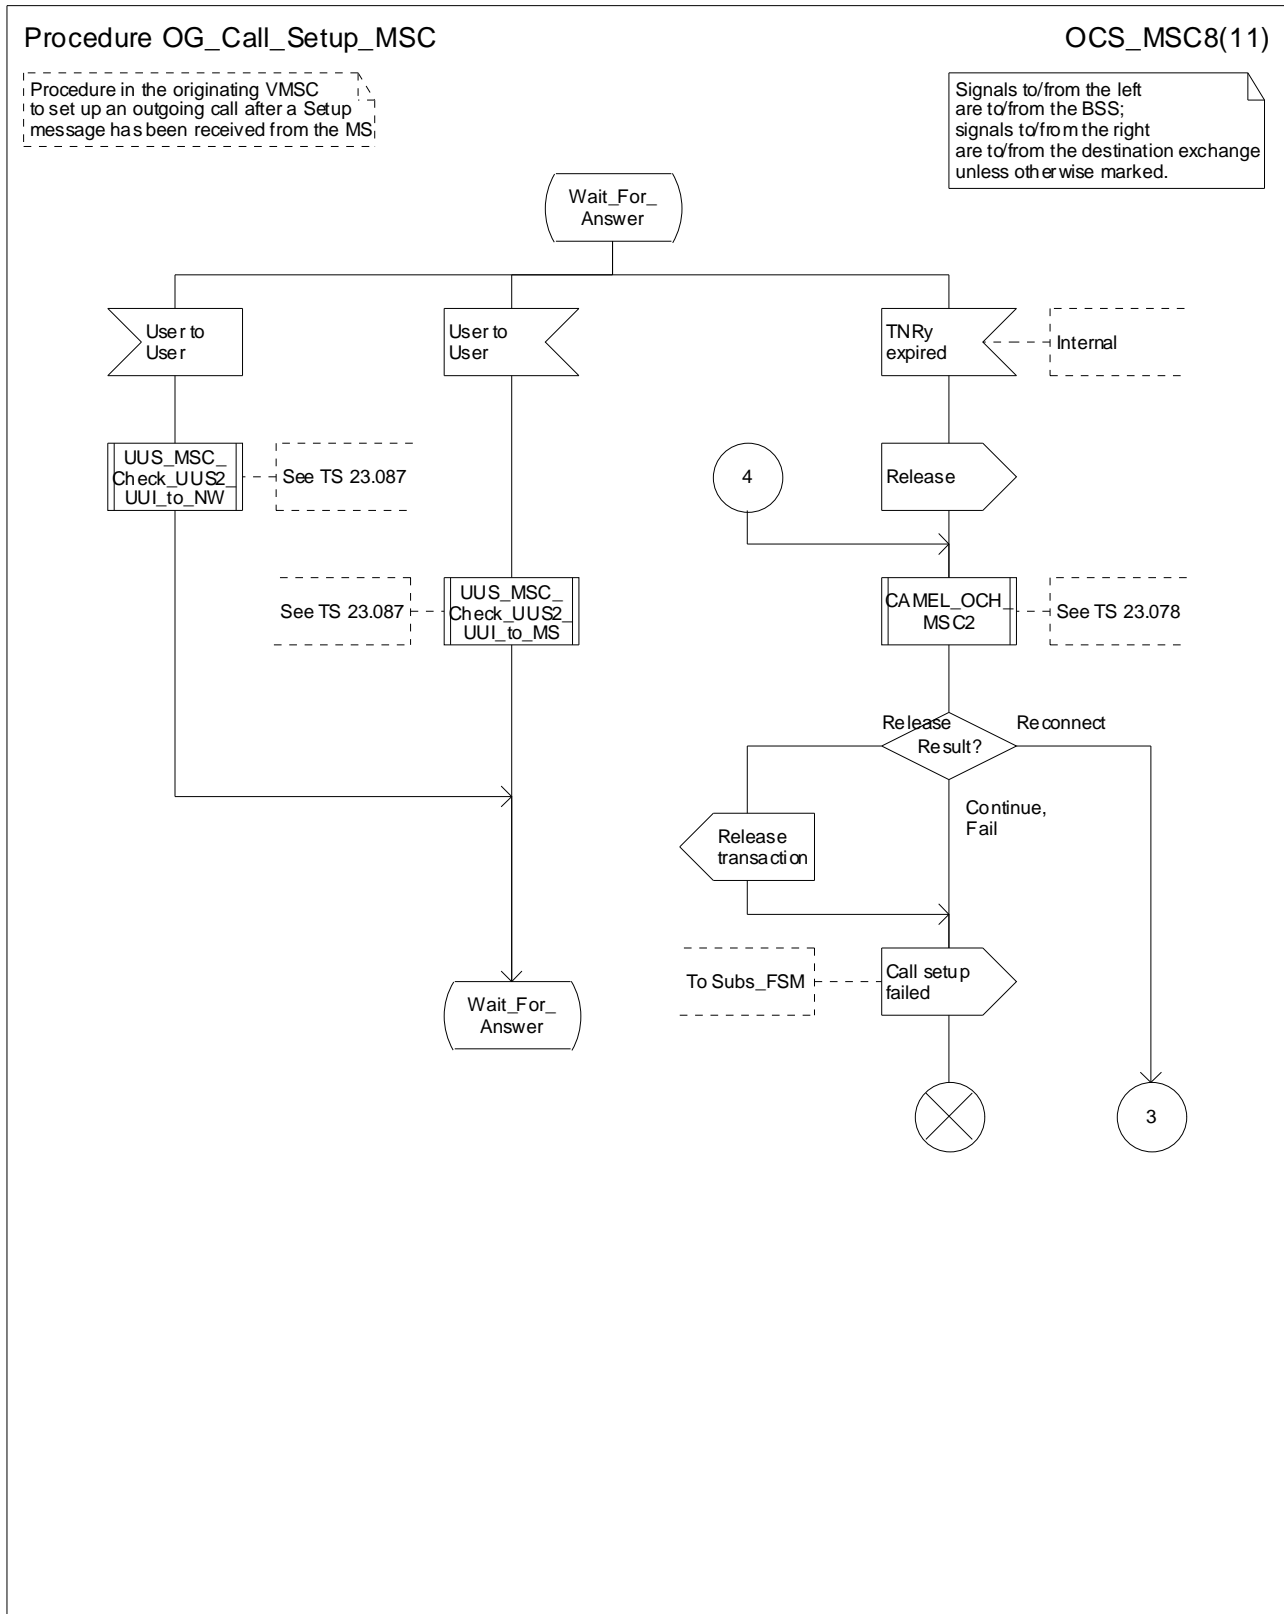 Procedure OG_Call_Setup_MSC
OCS_MSC8(11)
Procedure in the originating VMSC
to set up an outgoing call after a Setup
message has been received from the MS
Signals to/from the left
are to/from the BSS;
signals to/from the right
are to/from the destination exchange
unless otherwise marked.
Wait_For_
Answer
User to
User
User to
User
TNRy
expired
Internal
UUS_MSC_
Check_UUS2_
UUI_to_NW
See TS 23.087
4
Release
See TS 23.087
UUS_MSC_
Check_UUS2_
UUI_to_MS
CAMEL_OCH_
MSC2
See TS 23.078
Release
Result?
Reconnect
Continue,
Fail
Release
transaction
To Subs_FSM
Call setup
failed
Wait_For_
Answer
3